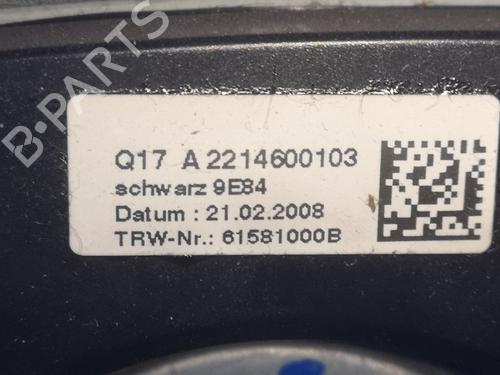 B-PARTS
Q17 A 2214600103
schwarz 9E84
Datum : 21.02.2008
TRW-Nr.: 61581000B